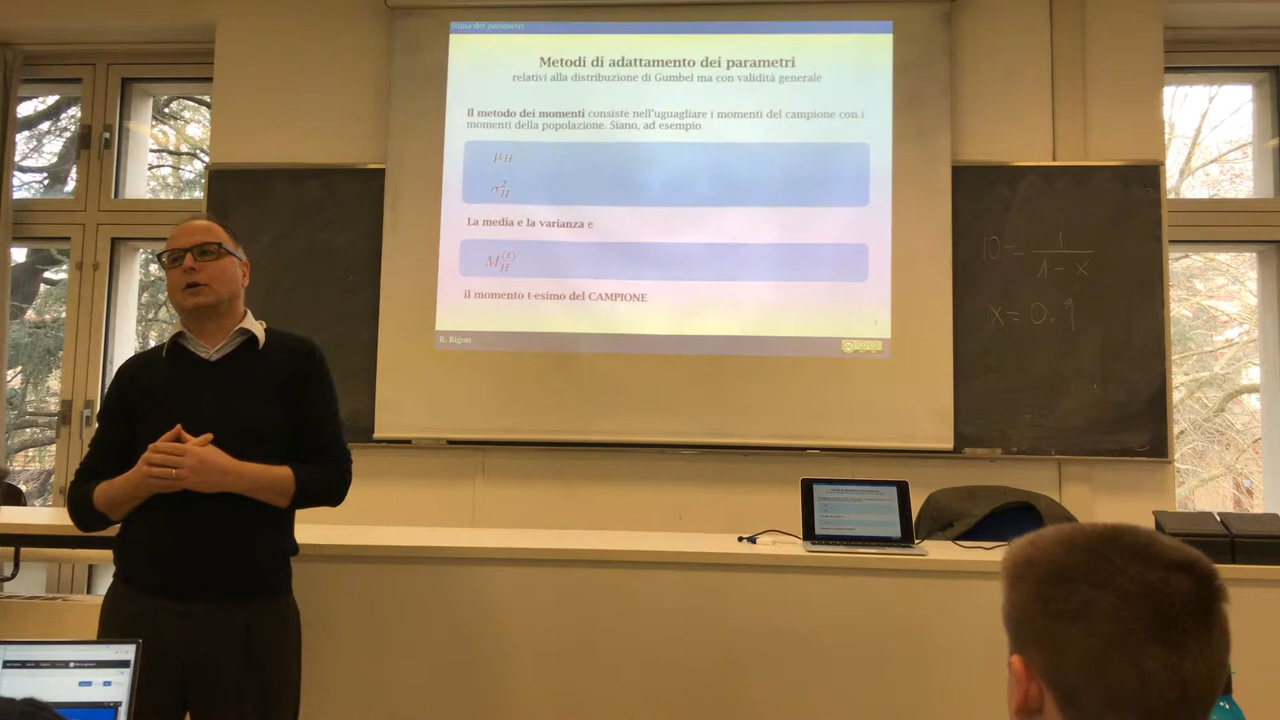 Stima dei parametri
Metodi di adattamento dei parametri
relativi alla distribuzione di Gumbel ma con validità generale
Il metodo dei momenti consiste nell'uguagliare i momenti del campione con i
momenti della popolazione. Siano, ad esempio
μ_H
σ²_H
La media e la varianza e
M_H^(t)
il momento t-esimo del CAMPIONE
R. Rigon
10 = 1/(1-x)
x = 0.9